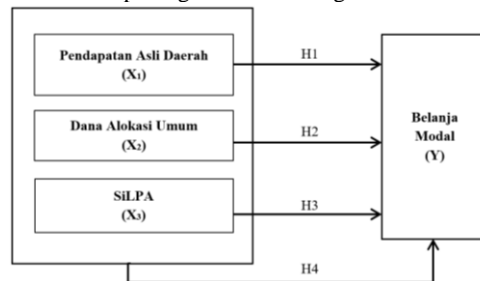 Pendapatan Asli Daerah
(X1)
H1
Dana Alokasi Umum
(X2)
H2
Belanja
Modal
(Y)
SiLPA
(X3)
H3
H4